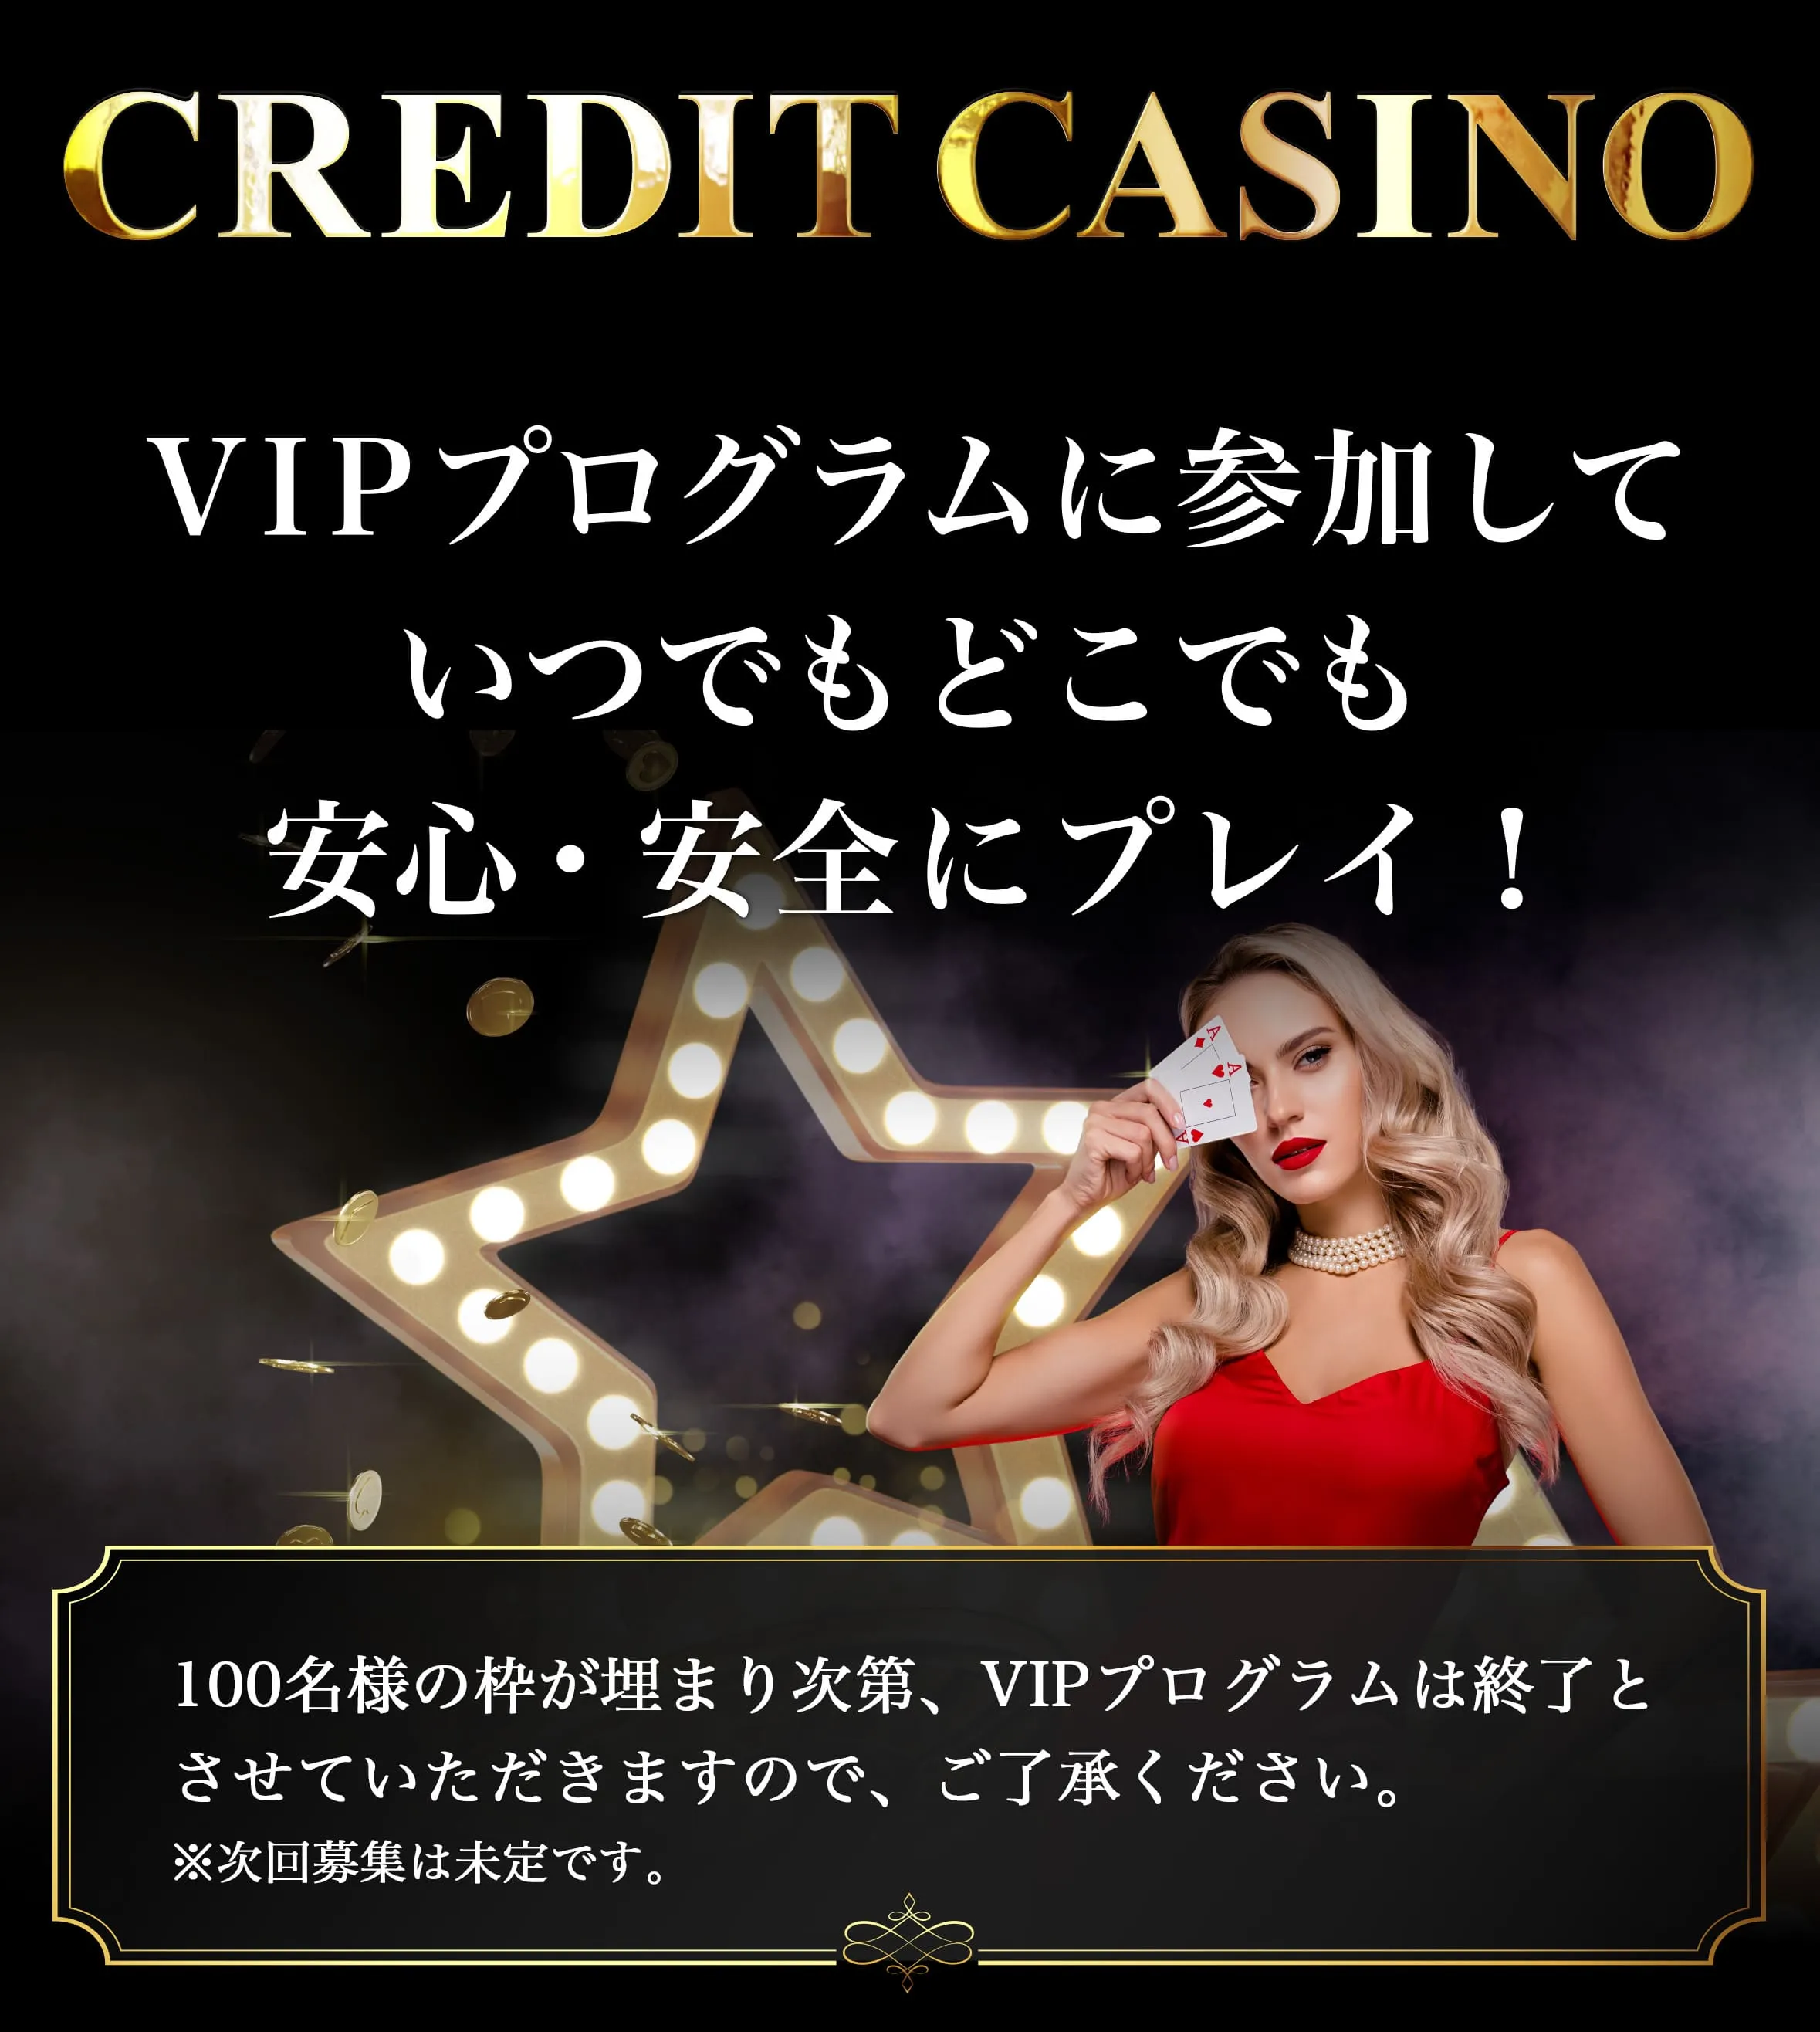 CREDIT CASINO
VIPプログラムに参加して
いつでもどこでも
安心・安全にプレイ！
A
A
A
100名様の枠が埋まり次第、VIPプログラムは終了と
させていただきますので、ご了承ください。
※次回募集は未定です。